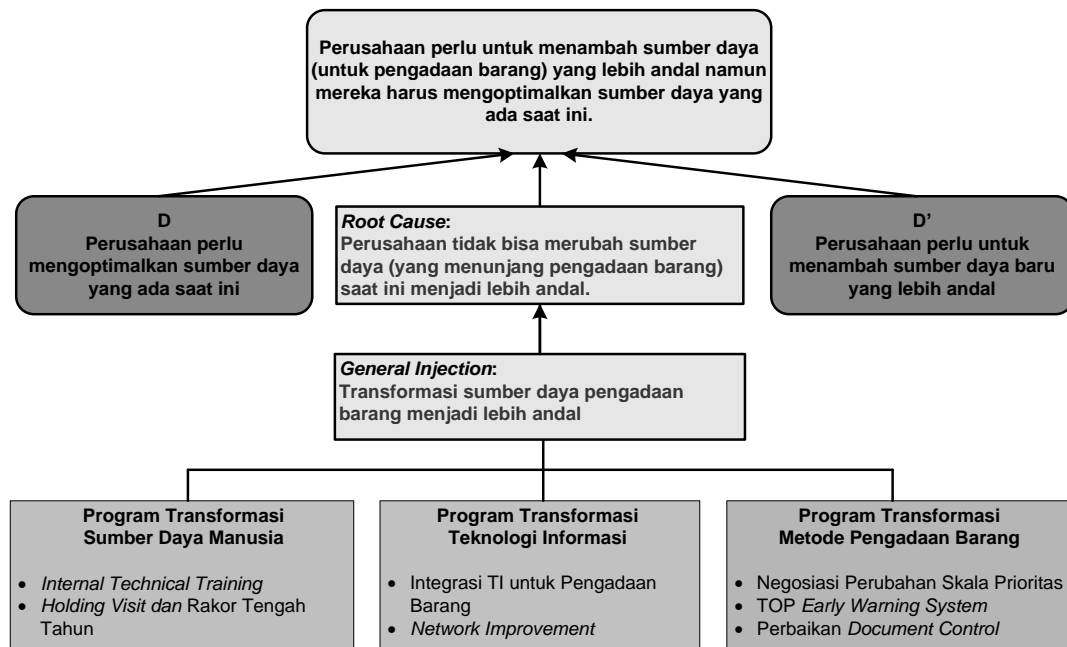 Perusahaan perlu untuk menambah sumber daya
(untuk pengadaan barang) yang lebih andal namun
mereka harus mengoptimalkan sumber daya yang
ada saat ini.
D
Perusahaan perlu
mengoptimalkan sumber daya
yang ada saat ini
Root Cause:
Perusahaan tidak bisa merubah sumber
daya (yang menunjang pengadaan barang)
saat ini menjadi lebih andal.
D’
Perusahaan perlu untuk
menambah sumber daya baru
yang lebih andal
General Injection:
Transformasi sumber daya pengadaan
barang menjadi lebih andal
Program Transformasi
Sumber Daya Manusia
• Internal Technical Training
• Holding Visit dan Rakor Tengah
Tahun
Program Transformasi
Teknologi Informasi
• Integrasi TI untuk Pengadaan
Barang
• Network Improvement
Program Transformasi
Metode Pengadaan Barang
• Negosiasi Perubahan Skala Prioritas
• TOP Early Warning System
• Perbaikan Document Control